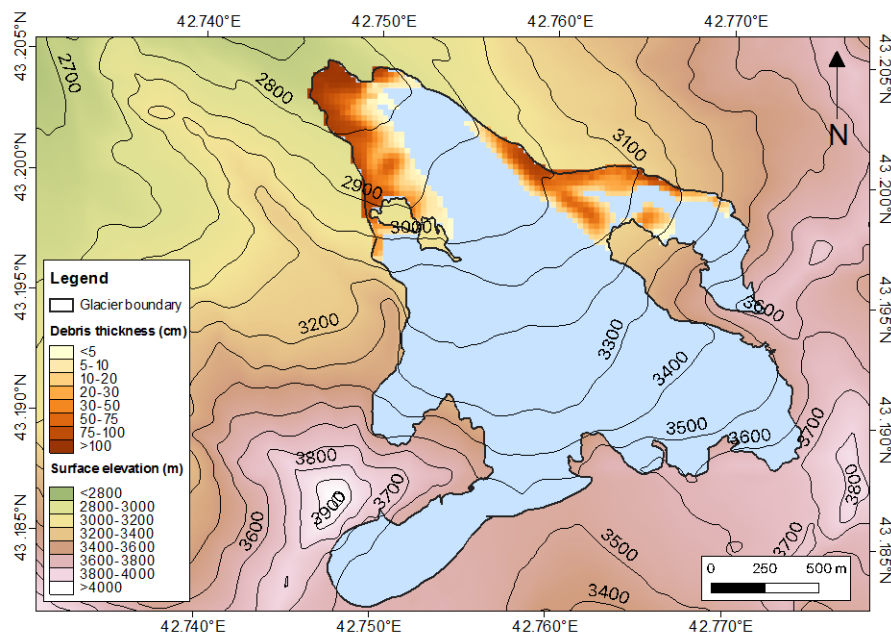 42.740°E 42.750°E 42.760°E 42.770°E
43.205°N
43.205°N
2700
2800
N
3100
43.200°N
43.200°N
2900
3000
43.195°N
43.195°N
Legend
Glacier boundary
Debris thickness (cm)
<5
5-10
10-20
20-30
30-50
50-75
75-100
>100
Surface elevation (m)
<2800
2800-3000
3000-3200
3200-3400
3400-3600
3600-3800
3800-4000
>4000
3200
3600
3300
3400
43.190°N
43.190°N
3500
3600
3700
3800
3700
3900
3800
3600
43.185°N
43.185°N
3500
3700
3400
0 250 500 m
42.740°E 42.750°E 42.760°E 42.770°E